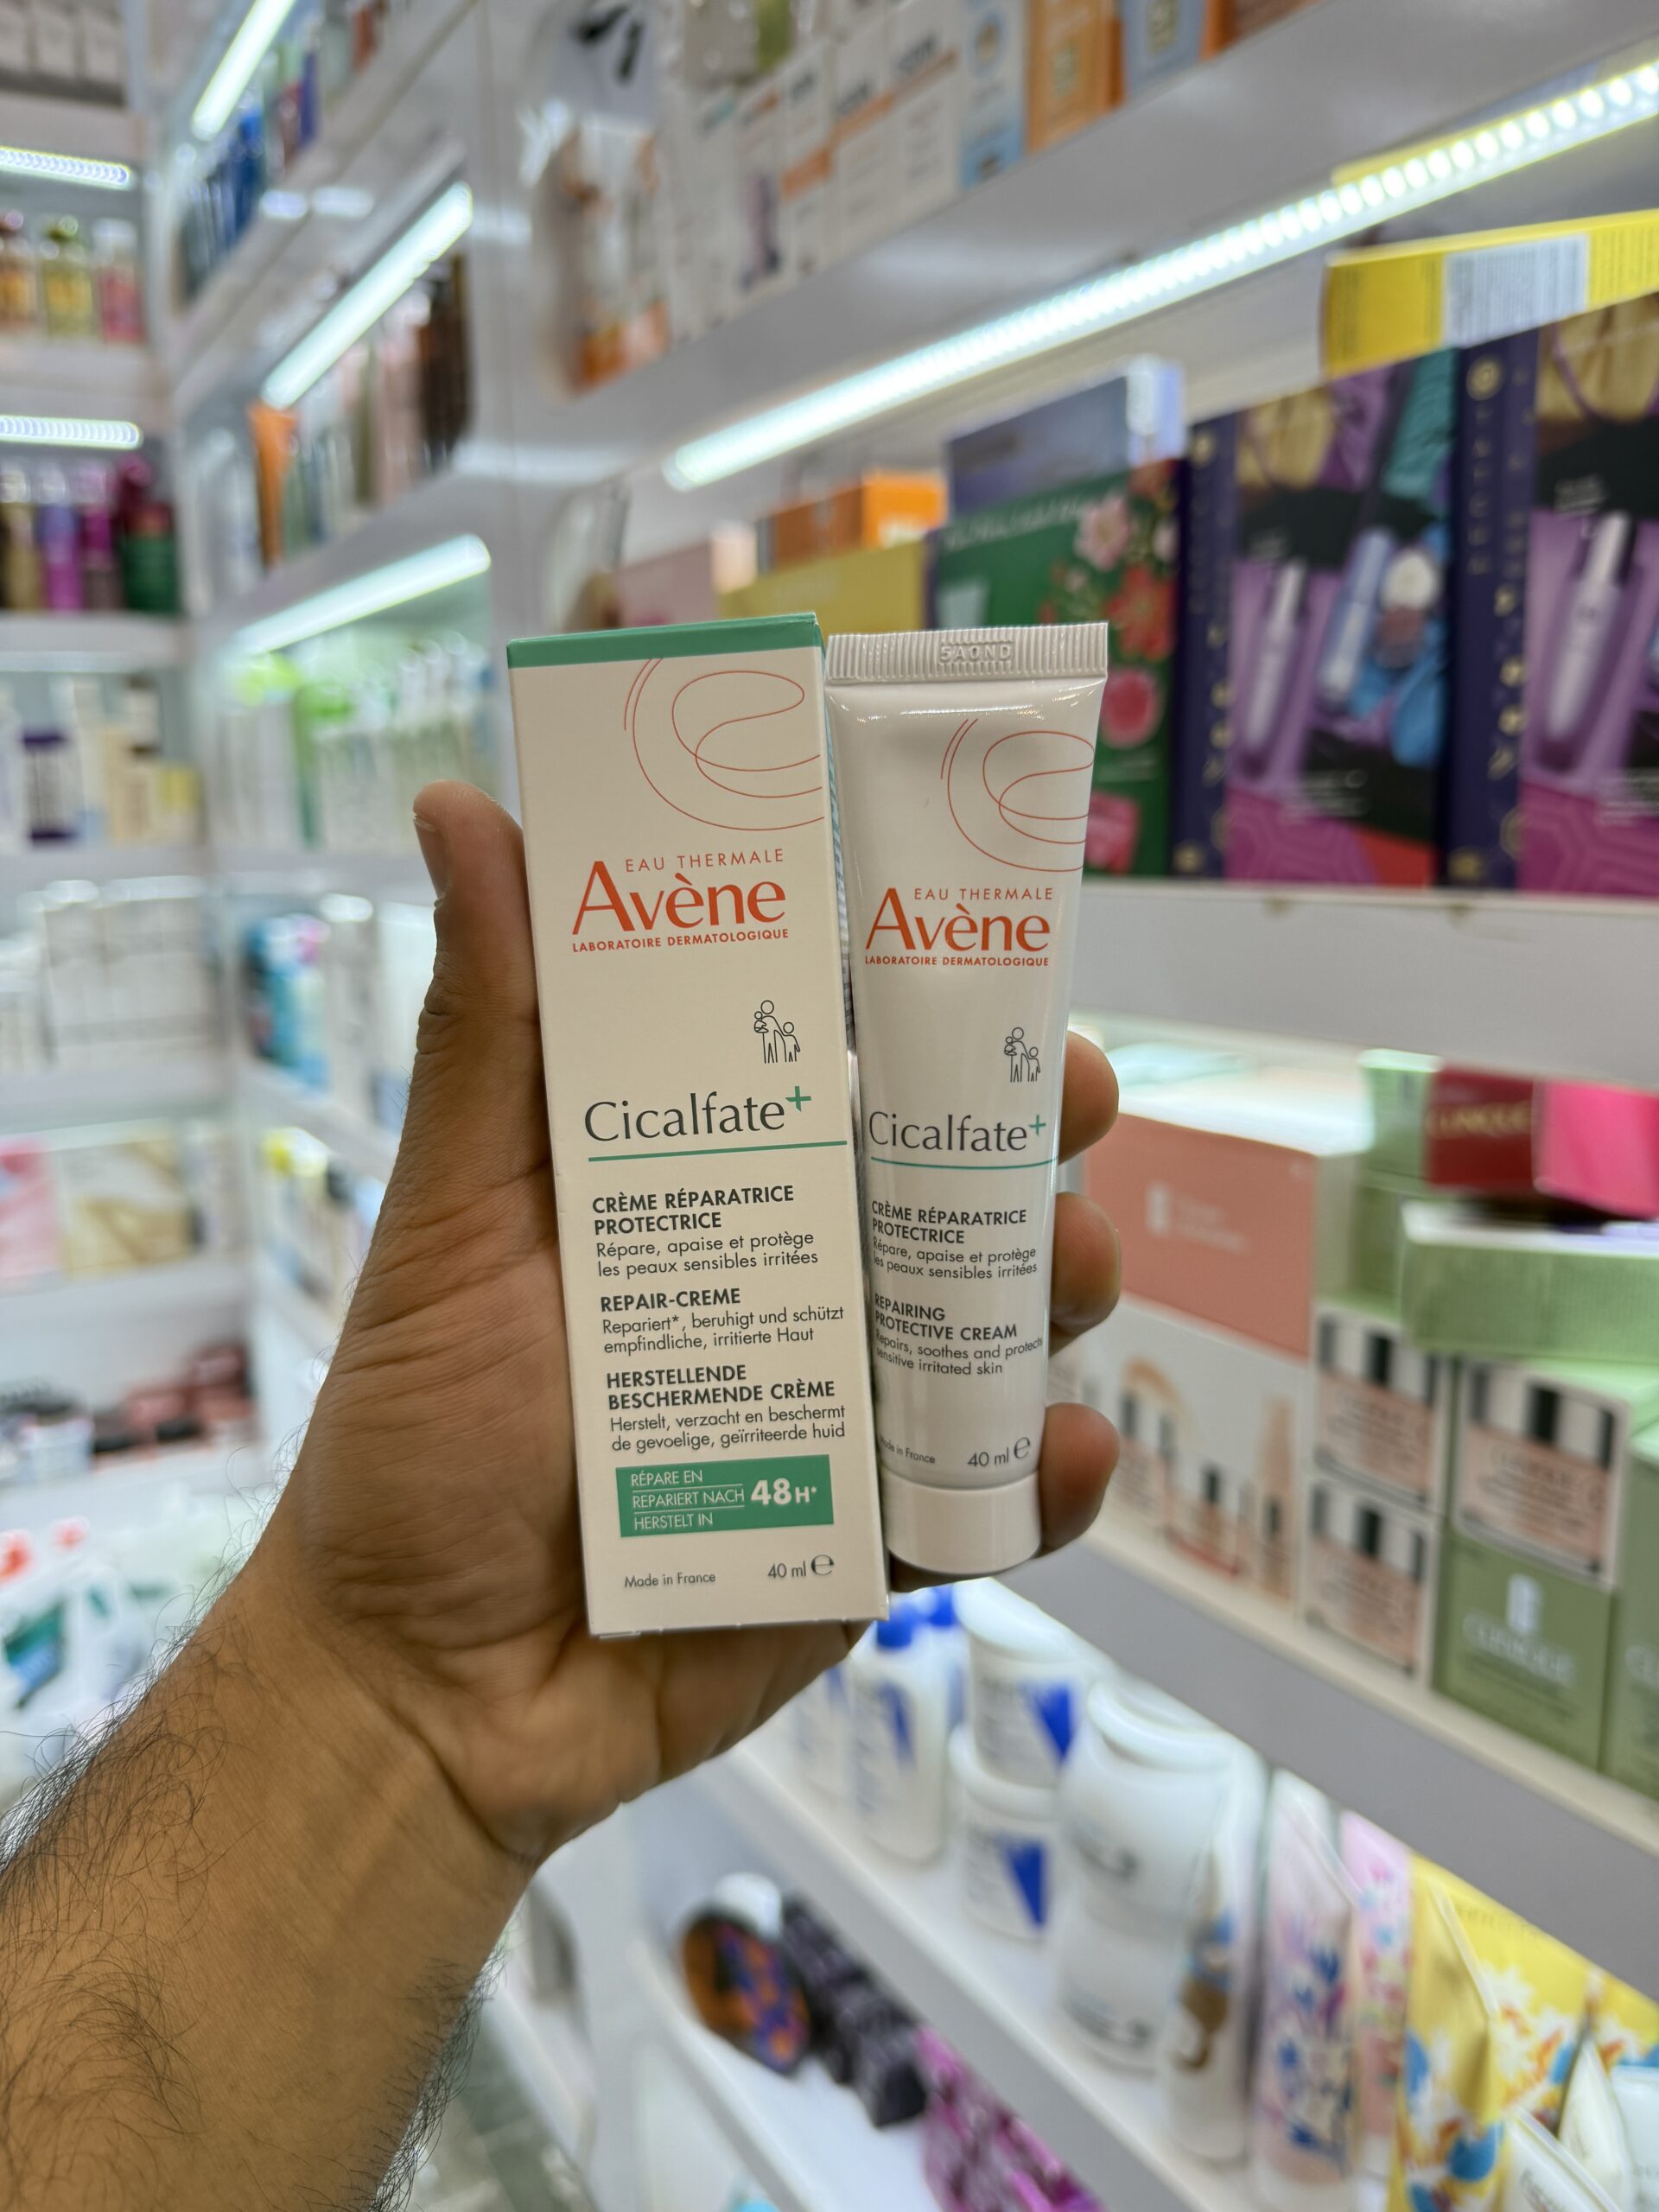 EAU THERMALE
Avène
LABORATOIRE DERMATOLOGIQUE
Cicalfate+
CRÈME RÉPARATRICE
PROTECTRICE
Répare, apaise et protège
les peaux sensibles irritées
REPAIR-CREME
Repariert*, beruhigt und schützt
empfindliche, irritierte Haut
HERSTELLENDE
BESCHERMENDE CRÈME
Herstelt, verzacht en beschermt
de gevoelige, geïrriteerde huid
RÉPARE EN
REPARIERT NACH
HERSTELT IN
48H*
Made in France
40 ml e
5A0ND
EAU THERMALE
Avène
LABORATOIRE DERMATOLOGIQUE
Cicalfate+
CRÈME RÉPARATRICE
PROTECTRICE
Répare, apaise et protège
les peaux sensibles irritées
REPAIRING
PROTECTIVE CREAM
Repairs, soothes and protects
sensitive irritated skin
Made in France
40 ml e
CLINIQUE
CLINIQUE